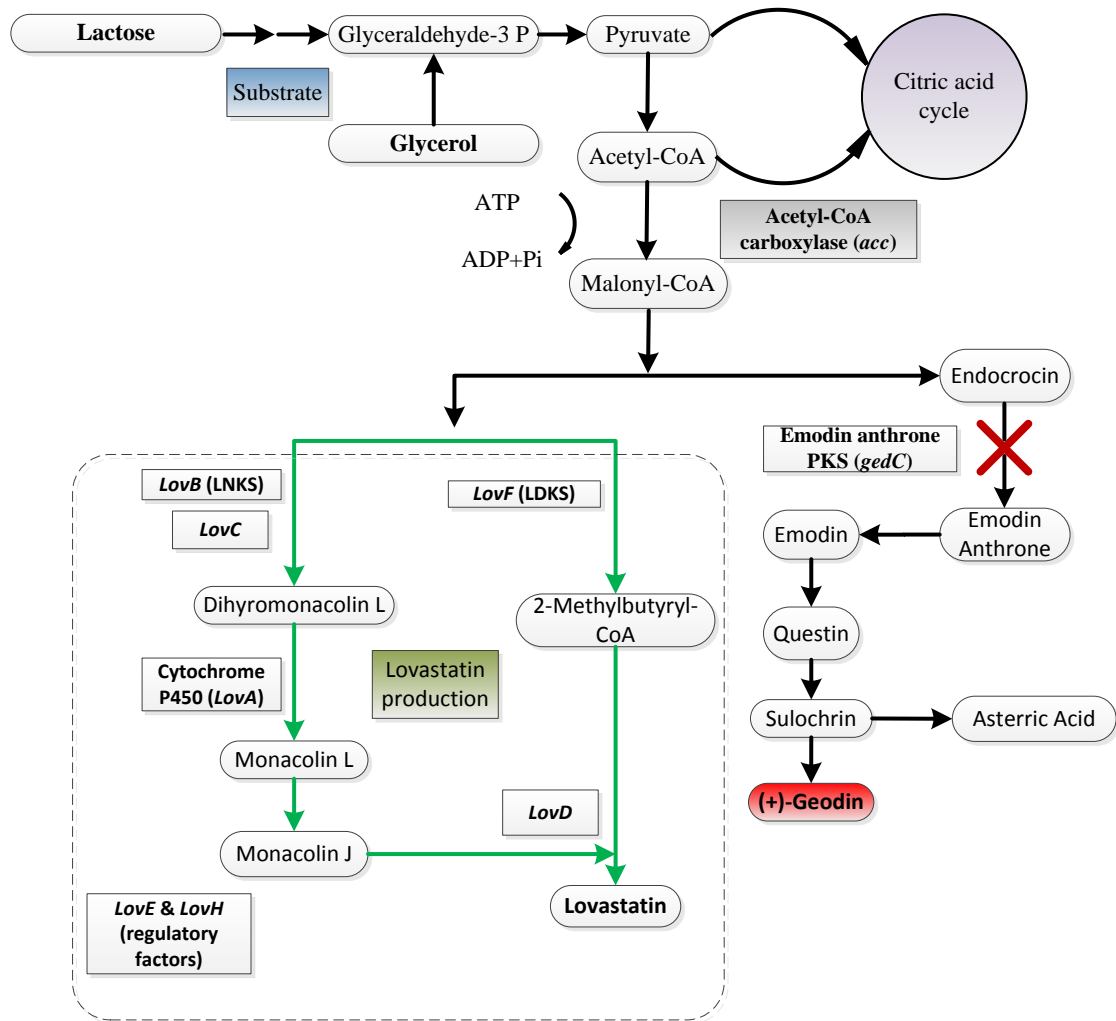 Lactose
Glyceraldehyde-3 P
Pyruvate
Citric acid
cycle
Substrate
Glycerol
Acetyl-CoA
ATP
ADP+Pi
Acetyl-CoA
carboxylase (acc)
Malonyl-CoA
Endocrocin
Emodin anthrone
PKS (gedC)
LovB (LNKS)
LovF (LDKS)
LovC
Emodin
Emodin
Anthrone
Dihyromonacolin L
2-Methylbutyryl-
CoA
Questin
Cytochrome
P450 (LovA)
Lovastatin
production
Sulochrin
Asterric Acid
Monacolin L
(+)-Geodin
LovD
Monacolin J
Lovastatin
LovE & LovH
(regulatory
factors)